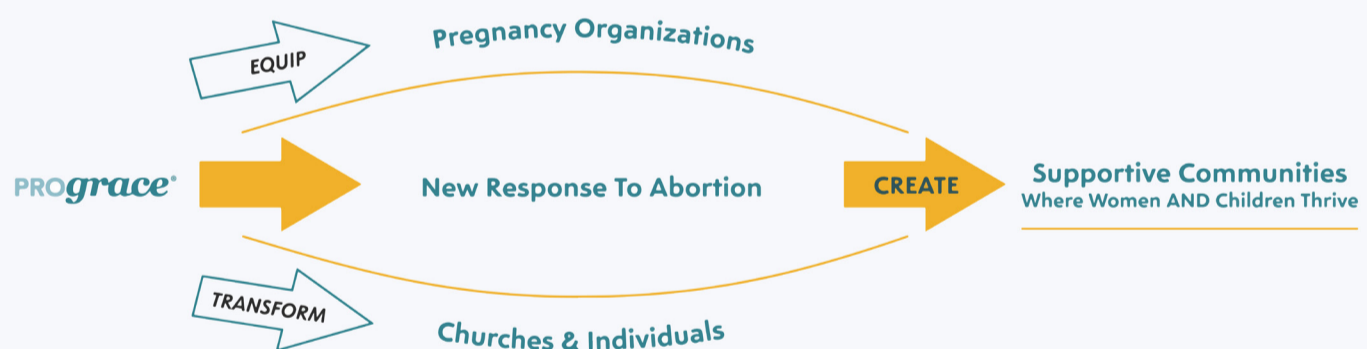 EQUIP
Pregnancy Organizations
PROgrace®
New Response To Abortion
CREATE
Supportive Communities
Where Women AND Children Thrive
TRANSFORM
Churches & Individuals